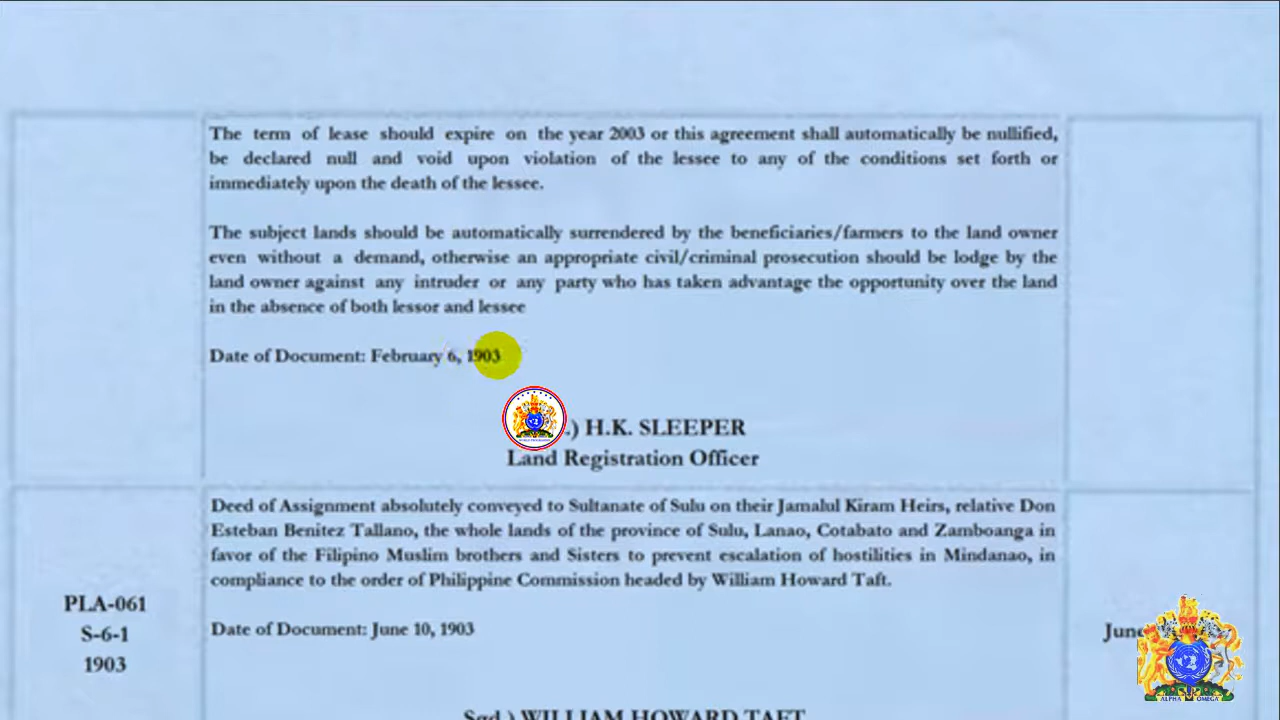 The term of lease should expire on the year 2003 or this agreement shall automatically be nullified,
be declared null and void upon violation of the lessee to any of the conditions set forth or
immediately upon the death of the lessee.
The subject lands should be automatically surrendered by the beneficiaries/farmers to the land owner
even without a demand, otherwise an appropriate civil/criminal prosecution should be lodge by the
land owner against any intruder or any party who has taken advantage the opportunity over the land
in the absence of both lessor and lessee
Date of Document: February 6, 1903
.) H.K. SLEEPER
Land Registration Officer
Deed of Assignment absolutely conveyed to Sultanate of Sulu on their Jamalul Kiram Heirs, relative Don
Esteban Benitez Tallano, the whole lands of the province of Sulu, Lanao, Cotabato and Zamboanga in
favor of the Filipino Muslim brothers and Sisters to prevent escalation of hostilities in Mindanao, in
compliance to the order of Philippine Commission headed by William Howard Taft.
PLA-061
S-6-1
1903
Date of Document: June 10, 1903
June
Sgd.) WILLIAM HOWARD TAFT
ALPHA OMEGA